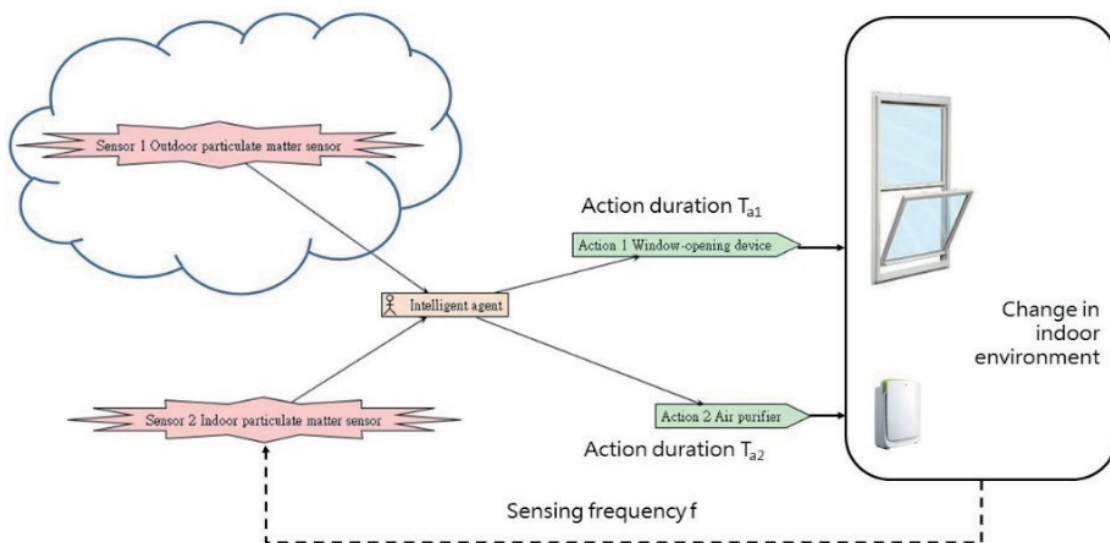 Sensor 1 Outdoor particulate matter sensor
Action duration Ta1
Action 1 Window-opening device
Intelligent agent
Change in
indoor
environment
Sensor 2 Indoor particulate matter sensor
Action 2 Air purifier
Action duration Ta2
Sensing frequency f